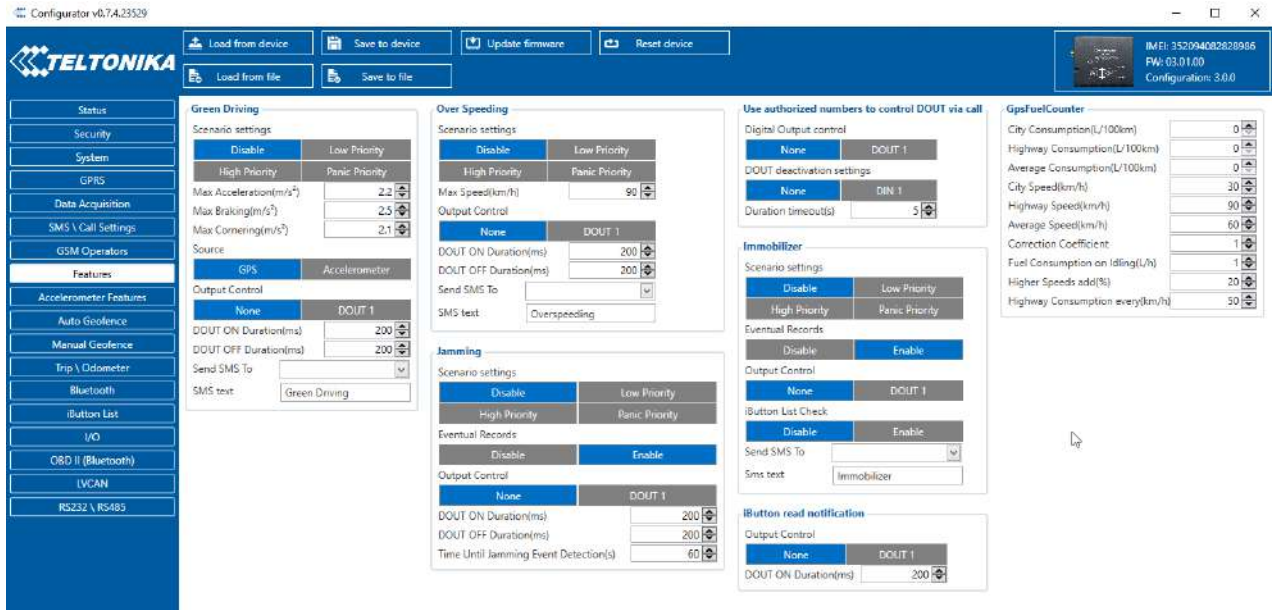 Configurator v0.7.4.23529
TELTONIKA
Load from device
Save to device
Update firmware
Reset device
Load from file
Save to file
IMEI: 352094082828986
FW: 03.01.00
Configuration: 3.0.0
Status
Security
System
GPRS
Data Acquisition
SMS \ Call Settings
GSM Operators
Features
Accelerometer Features
Auto Geofence
Manual Geofence
Trip \ Odometer
Bluetooth
iButton List
I/O
OBD II (Bluetooth)
LVCAN
RS232 \ RS485
Green Driving
Scenario settings
Disable Low Priority
High Priority Panic Priority
Max Acceleration(m/s²) 2.2
Max Braking(m/s²) 2.5
Max Cornering(m/s²) 2.1
Source
GPS Accelerometer
Output Control
None DOUT 1
DOUT ON Duration(ms) 200
DOUT OFF Duration(ms) 200
Send SMS To
SMS text Green Driving
Over Speeding
Scenario settings
Disable Low Priority
High Priority Panic Priority
Max Speed(km/h) 90
Output Control
None DOUT 1
DOUT ON Duration(ms) 200
DOUT OFF Duration(ms) 200
Send SMS To
SMS text Overspeeding
Jamming
Scenario settings
Disable Low Priority
High Priority Panic Priority
Eventual Records
Disable Enable
Output Control
None DOUT 1
DOUT ON Duration(ms) 200
DOUT OFF Duration(ms) 200
Time Until Jamming Event Detection(s) 60
Use authorized numbers to control DOUT via call
Digital Output control
None DOUT 1
DOUT deactivation settings
None DIN 1
Duration timeout(s) 5
Immobilizer
Scenario settings
Disable Low Priority
High Priority Panic Priority
Eventual Records
Disable Enable
Output Control
None DOUT 1
iButton List Check
Disable Enable
Send SMS To
Sms text Immobilizer
iButton read notification
Output Control
None DOUT 1
DOUT ON Duration(ms) 200
GpsFuelCounter
City Consumption(L/100km) 0
Highway Consumption(L/100km) 0
Average Consumption(L/100km) 0
City Speed(km/h) 30
Highway Speed(km/h) 90
Average Speed(km/h) 60
Correction Coefficient 1
Fuel Consumption on Idling(L/h) 1
Higher Speeds add(%) 20
Highway Consumption every(km/h) 50